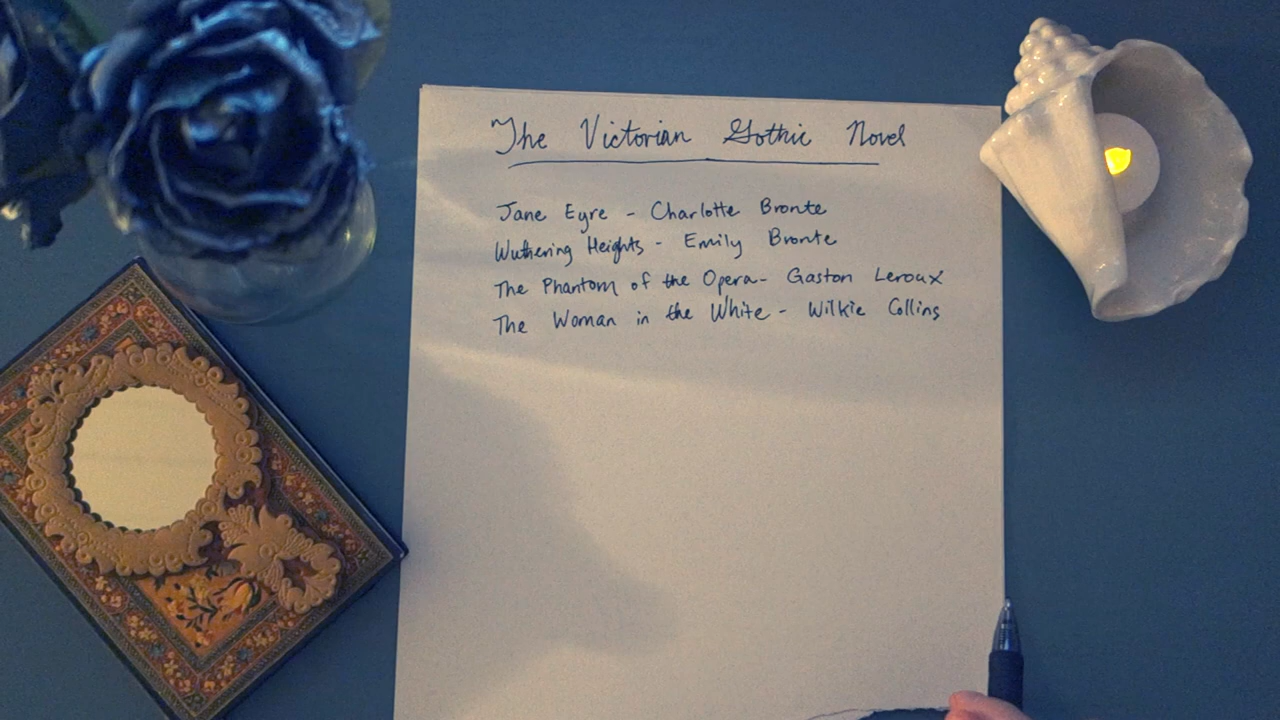 The Victorian Gothic Novel
Jane Eyre - Charlotte Bronte
Wuthering Heights - Emily Bronte
The Phantom of the Opera - Gaston Leroux
The Woman in the White - Wilkie Collins